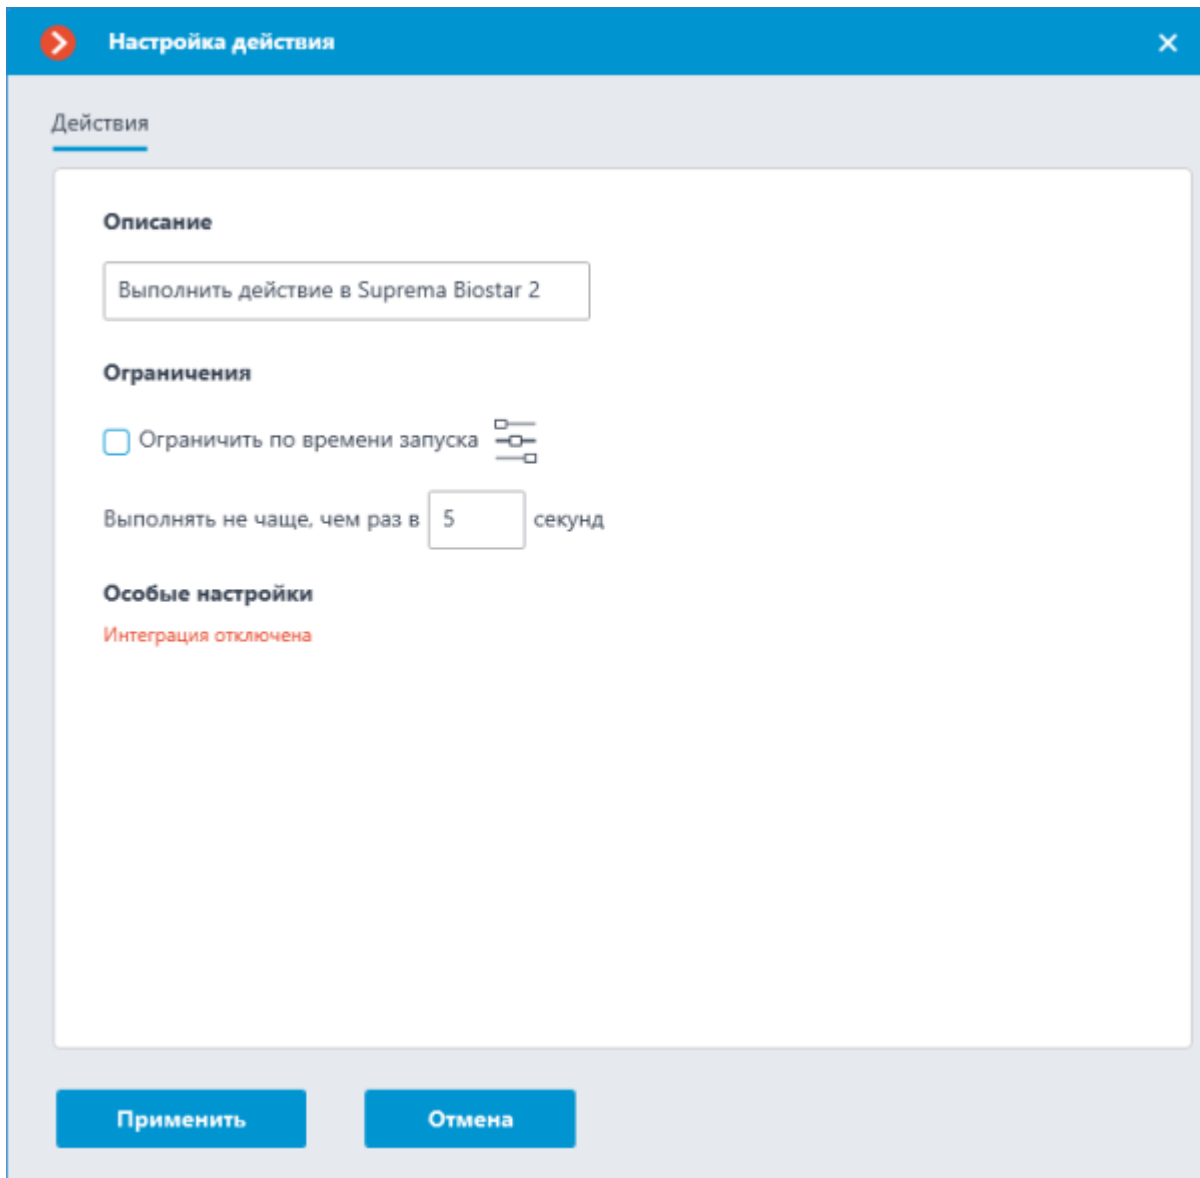 Настройка действия
Действия
Описание
Выполнить действие в Suprema Biostar 2
Ограничения
Ограничить по времени запуска
Выполнять не чаще, чем раз в 5 секунд
Особые настройки
Интеграция отключена
Применить Отмена